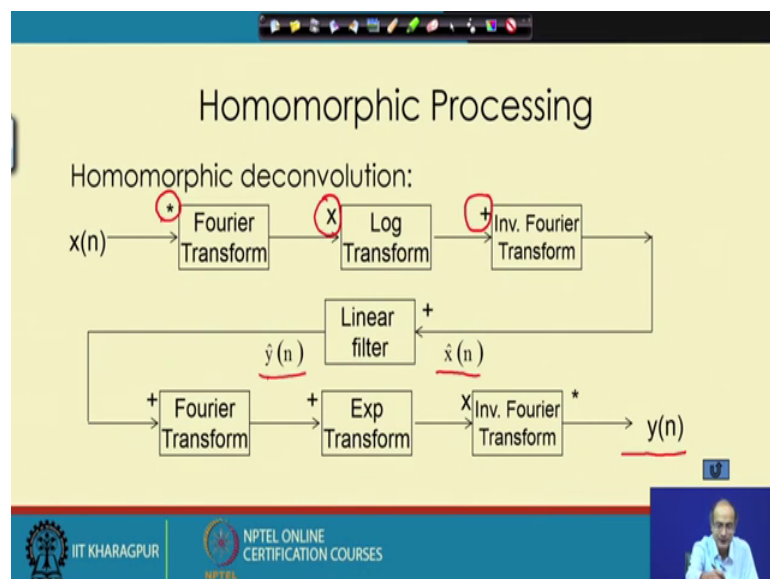 Homomorphic Processing
Homomorphic deconvolution:
x(n) * Fourier Transform x Log Transform + Inv. Fourier Transform
Linear filter +
ŷ(n) x̂(n)
+ Fourier Transform + Exp Transform x Inv. Fourier Transform * y(n)
IIT KHARAGPUR
NPTEL ONLINE
CERTIFICATION COURSES
NPTEL